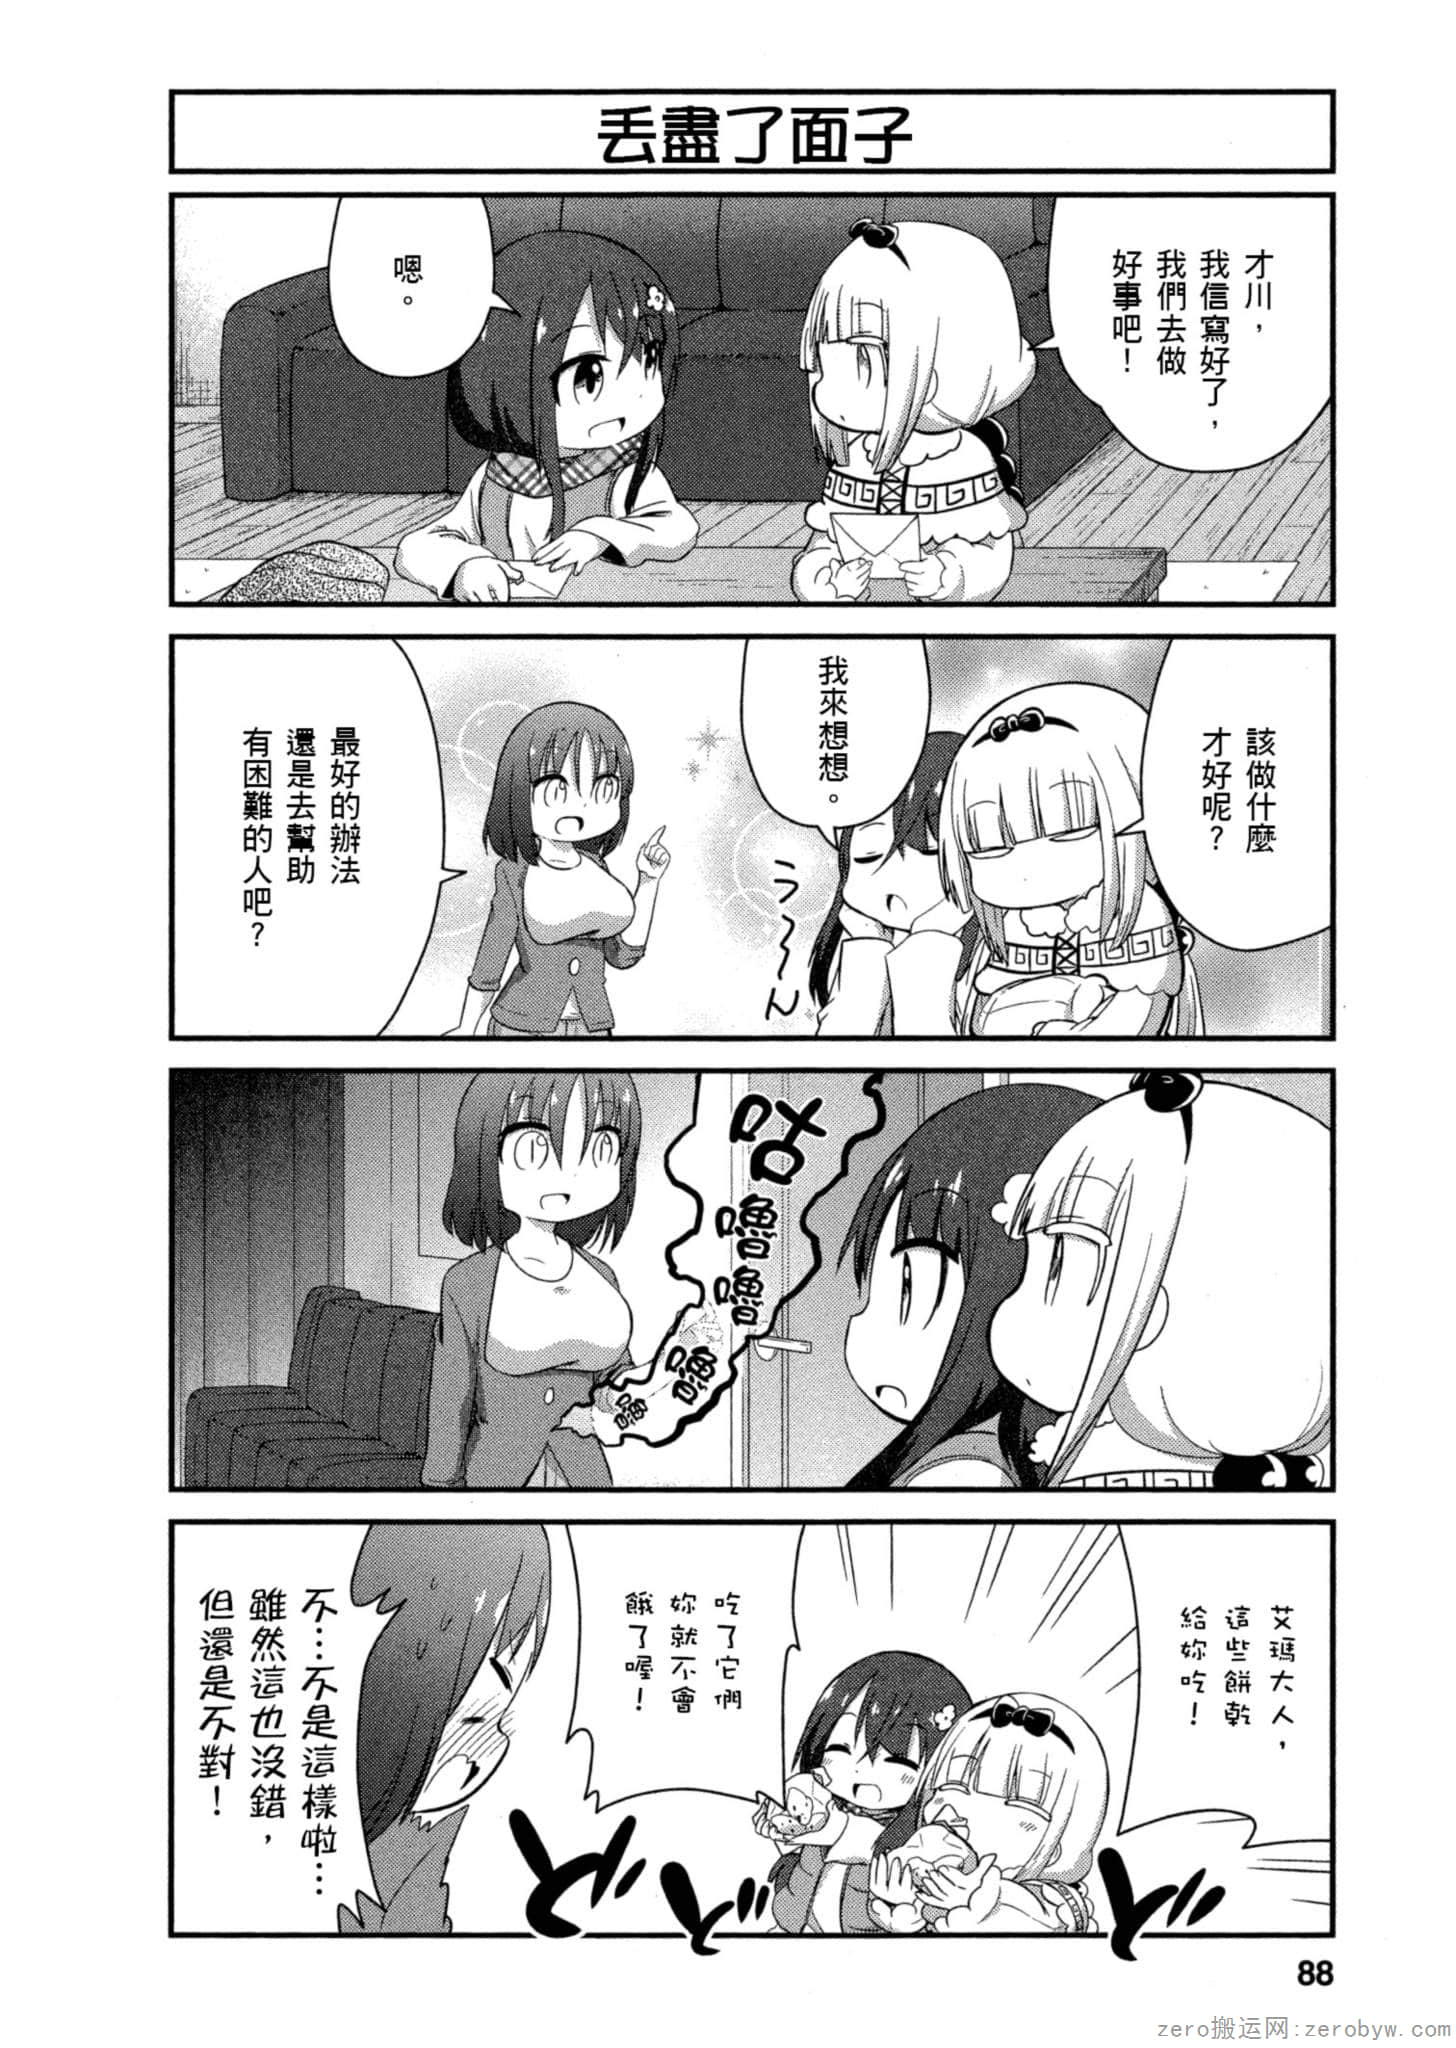 丟盡了面子
才川，
我信寫好了，
我們去做
好事吧！
嗯。
該做什麼
才好呢？
我來想想。
う～～ん
最好的辦法
還是去幫助
有困難的人吧？
咕嚕嚕嚕嚕
艾瑪大人，
這些餅乾
給妳吃！
吃了它們
妳就不會
餓了喔！
どどどど
不…不是這樣啦…
雖然這也沒錯，
但還是不對！
88
zero搬运网:zerobyw.com